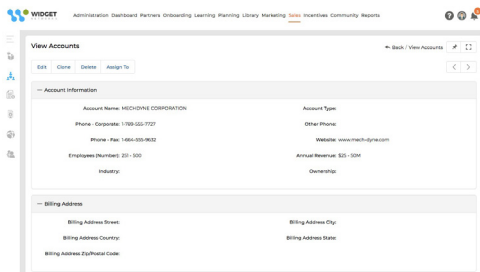 WIDGET
Administration Dashboard Partners Onboarding Learning Planning Library Marketing Sales Incentives Community Reports
View Accounts
Back / View Accounts
Edit Clone Delete Assign To
— Account Information
Account Name: MECHDYNE CORPORATION Account Type:
Phone - Corporate: 1-789-555-7727 Other Phone:
Phone - Fax: 1-684-555-9632 Website: www.mech-dyne.com
Employees (Number): 251 - 500 Annual Revenue: $25 - 50M
Industry: Ownership:
— Billing Address
Billing Address Street: Billing Address City:
Billing Address Country: Billing Address State:
Billing Address Zip/Postal Code: